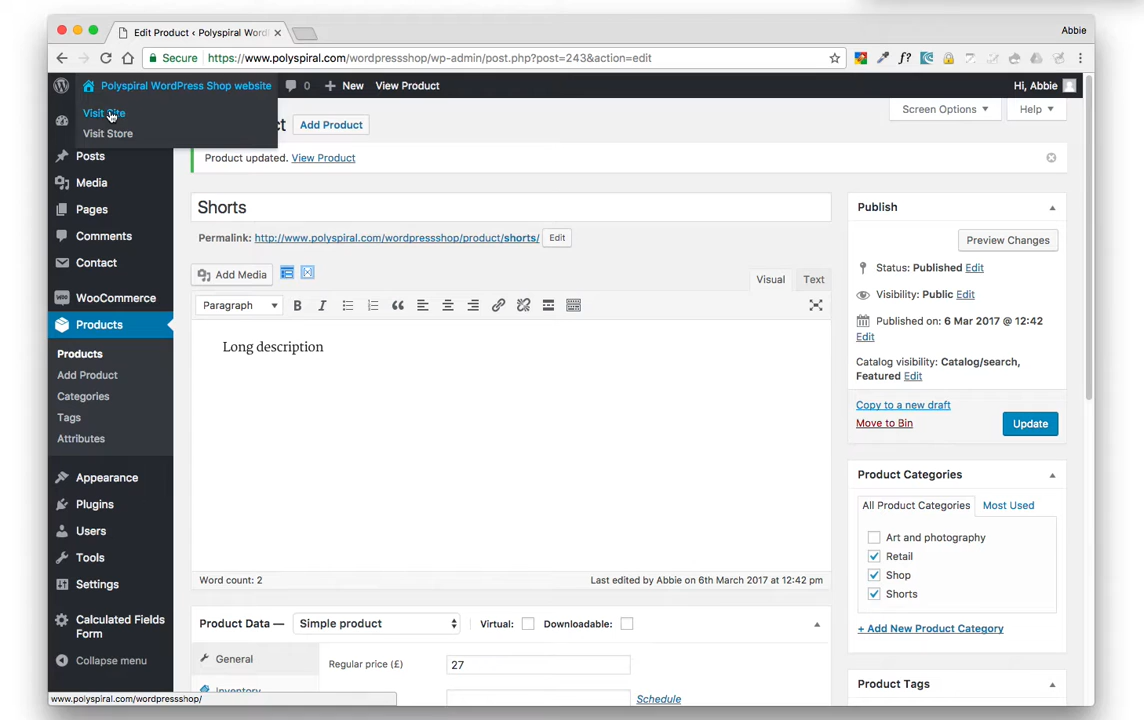 Edit Product ‹ Polyspiral Word
Abbie
Secure https://www.polyspiral.com/wordpressshop/wp-admin/post.php?post=243&action=edit
Polyspiral WordPress Shop website 0 New View Product Hi, Abbie
Visit Site
Visit Store
Add Product
Screen Options Help
Product updated. View Product
Posts
Media
Pages
Comments
Contact
WooCommerce
Products
Products
Add Product
Categories
Tags
Attributes
Appearance
Plugins
Users
Tools
Settings
Calculated Fields
Form
Collapse menu
Shorts
Permalink: http://www.polyspiral.com/wordpressshop/product/shorts/ Edit
Add Media
Visual Text
Paragraph
Long description
Word count: 2 Last edited by Abbie on 6th March 2017 at 12:42 pm
Product Data — Simple product Virtual: Downloadable:
General Regular price (£) 27
Inventory
Schedule
Publish
Preview Changes
Status: Published Edit
Visibility: Public Edit
Published on: 6 Mar 2017 @ 12:42
Edit
Catalog visibility: Catalog/search,
Featured Edit
Copy to a new draft
Move to Bin
Update
Product Categories
All Product Categories Most Used
Art and photography
Retail
Shop
Shorts
+ Add New Product Category
Product Tags
www.polyspiral.com/wordpressshop/